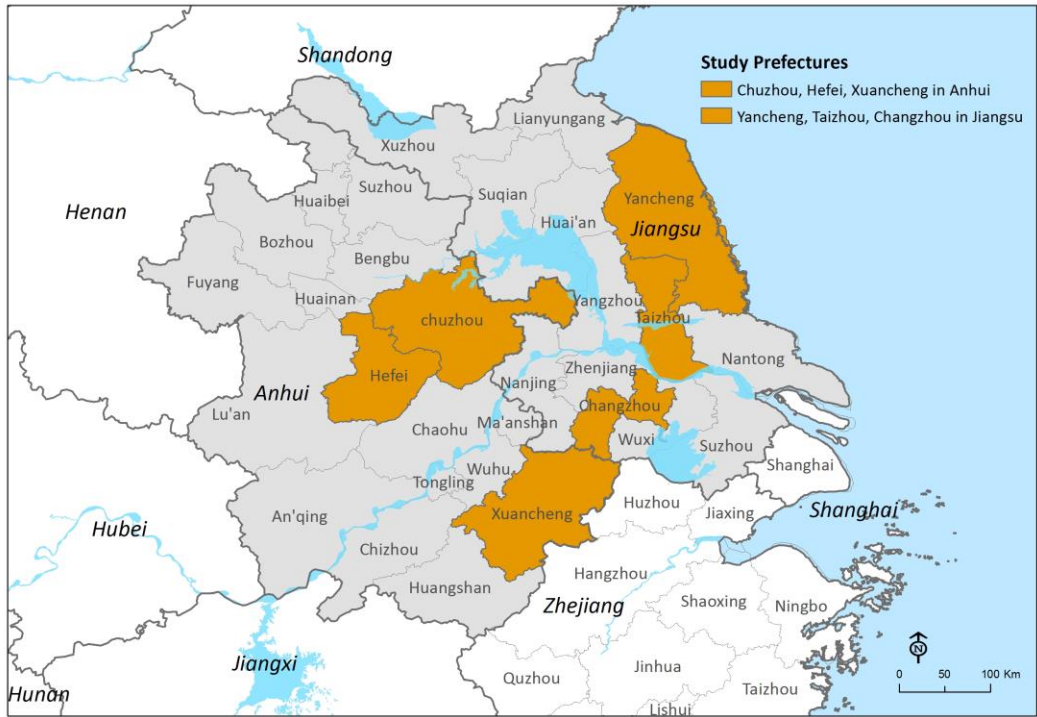 Shandong
Study Prefectures
Chuzhou, Hefei, Xuancheng in Anhui
Yancheng, Taizhou, Changzhou in Jiangsu
Lianyungang
Xuzhou
Suzhou
Suqian
Yancheng
Huaibei
Henan
Huai'an
Jiangsu
Bozhou
Bengbu
Fuyang
Huainan
Yangzhou
chuzhou
Taizhou
Nantong
Hefei
Zhenjiang
Nanjing
Anhui
Changzhou
Lu'an
Ma'anshan
Chaohu
Wuxi
Suzhou
Wuhu
Shanghai
Tongling
Huzhou
Xuancheng
Jiaxing
Shanghai
An'qing
Hubei
Chizhou
Hangzhou
Huangshan
Zhejiang
Shaoxing
Ningbo
N
Jiangxi
Jinhua
Quzhou
Taizhou
0 50 100 Km
Hunan
Lishui